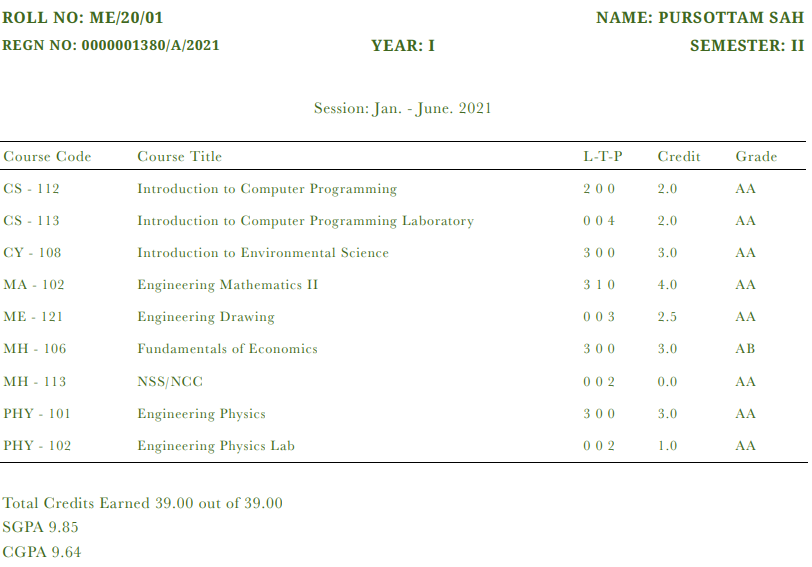 ROLL NO: ME/20/01 NAME: PURSOTTAM SAH
REGN NO: 0000001380/A/2021 YEAR: I SEMESTER: II
Session: Jan. - June. 2021
Course Code Course Title L-T-P Credit Grade
CS - 112 Introduction to Computer Programming 2 0 0 2.0 AA
CS - 113 Introduction to Computer Programming Laboratory 0 0 4 2.0 AA
CY - 108 Introduction to Environmental Science 3 0 0 3.0 AA
MA - 102 Engineering Mathematics II 3 1 0 4.0 AA
ME - 121 Engineering Drawing 0 0 3 2.5 AA
MH - 106 Fundamentals of Economics 3 0 0 3.0 AB
MH - 113 NSS/NCC 0 0 2 0.0 AA
PHY - 101 Engineering Physics 3 0 0 3.0 AA
PHY - 102 Engineering Physics Lab 0 0 2 1.0 AA
Total Credits Earned 39.00 out of 39.00
SGPA 9.85
CGPA 9.64